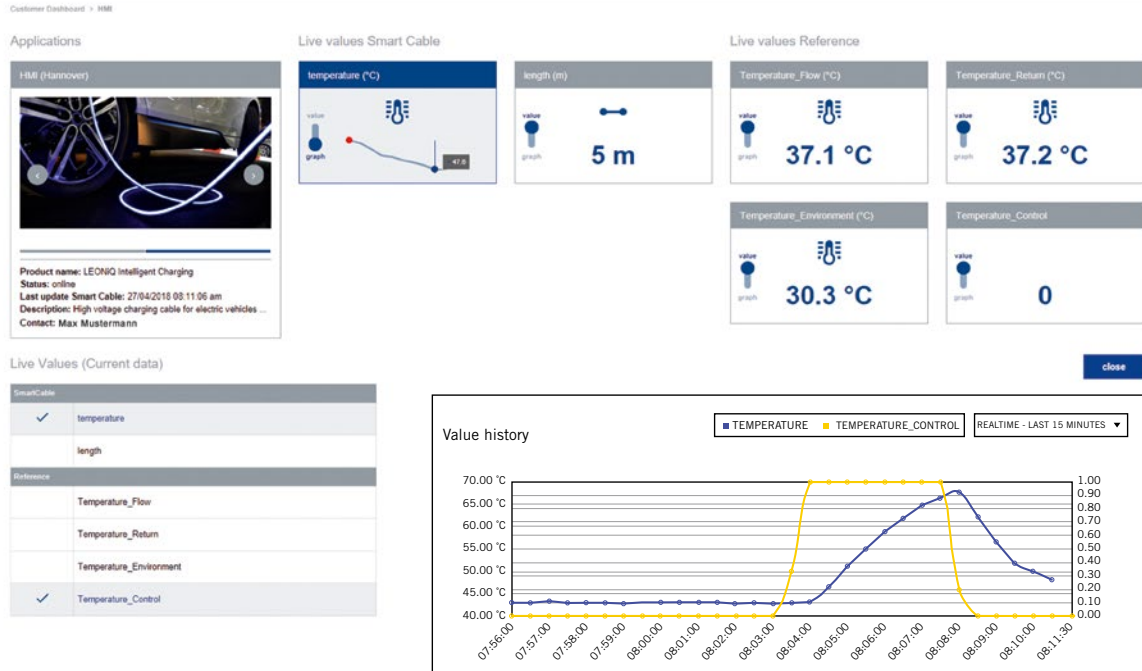 Customer Dashboard > HMI
Applications
Live values Smart Cable
Live values Reference
HMI (Hannover)
temperature (°C)
length (m)
Temperature_Flow (°C)
Temperature_Return (°C)
value
graph
47.6
value
graph
5 m
value
graph
37.1 °C
value
graph
37.2 °C
Temperature_Environment (°C)
Temperature_Control
value
graph
30.3 °C
value
graph
0
Product name: LEONiQ Intelligent Charging
Status: online
Last update Smart Cable: 27/04/2018 08:11:06 am
Description: High voltage charging cable for electric vehicles ...
Contact: Max Mustermann
Live Values (Current data)
close
SmartCable
temperature
length
Reference
Temperature_Flow
Temperature_Return
Temperature_Environment
Temperature_Control
Value history
TEMPERATURE TEMPERATURE_CONTROL
REALTIME - LAST 15 MINUTES
70.00 °C
65.00 °C
60.00 °C
55.00 °C
50.00 °C
45.00 °C
40.00 °C
1.00
0.90
0.80
0.70
0.60
0.50
0.40
0.30
0.20
0.10
0.00
07:56:00
07:57:00
07:58:00
07:59:00
08:00:00
08:01:00
08:02:00
08:03:00
08:04:00
08:05:00
08:06:00
08:07:00
08:08:00
08:09:00
08:10:00
08:11:30